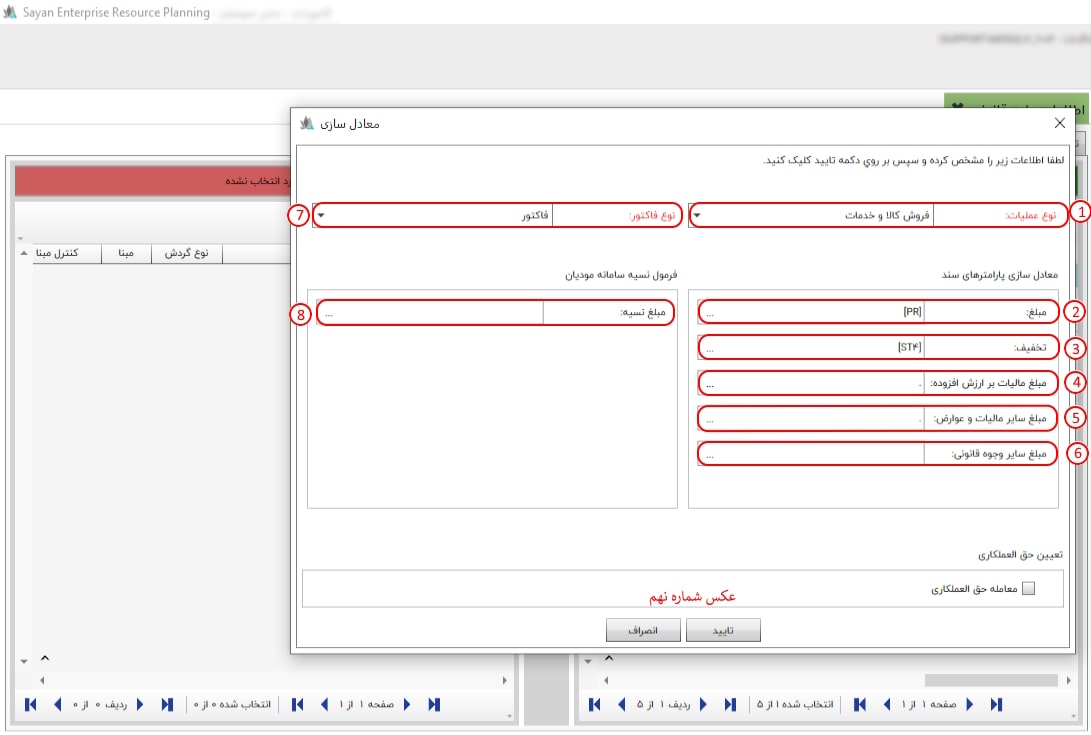 Sayan Enterprise Resource Planning
معادل سازی
لطفا اطلاعات زیر را مشخص کرده و سپس بر روي دکمه تایید کلیک کنید.
1 نوع عملیات: فروش کالا و خدمات
نوع فاکتور: فاکتور 7
معادل سازی پارامترهای سند
2 مبلغ: [PR] ...
3 تخفیف: [ST۴] ...
4 مبلغ مالیات بر ارزش افزوده: ۰ ...
5 مبلغ سایر مالیات و عوارض: ۰ ...
6 مبلغ سایر وجوه قانونی: ...
فرمول نسیه سامانه مودیان
مبلغ نسیه: ... 8
تعیین حق العملکاری
معامله حق العملکاری
عکس شماره نهم
تایید
انصراف
رد انتخاب نشده
نوع گردش
مبنا
کنترل مبنا
صفحه ۱ از ۱
انتخاب شده ۱ از ۵
ردیف ۱ از ۵
صفحه ۱ از ۱
انتخاب شده ۰ از ۰
ردیف ۰ از ۰